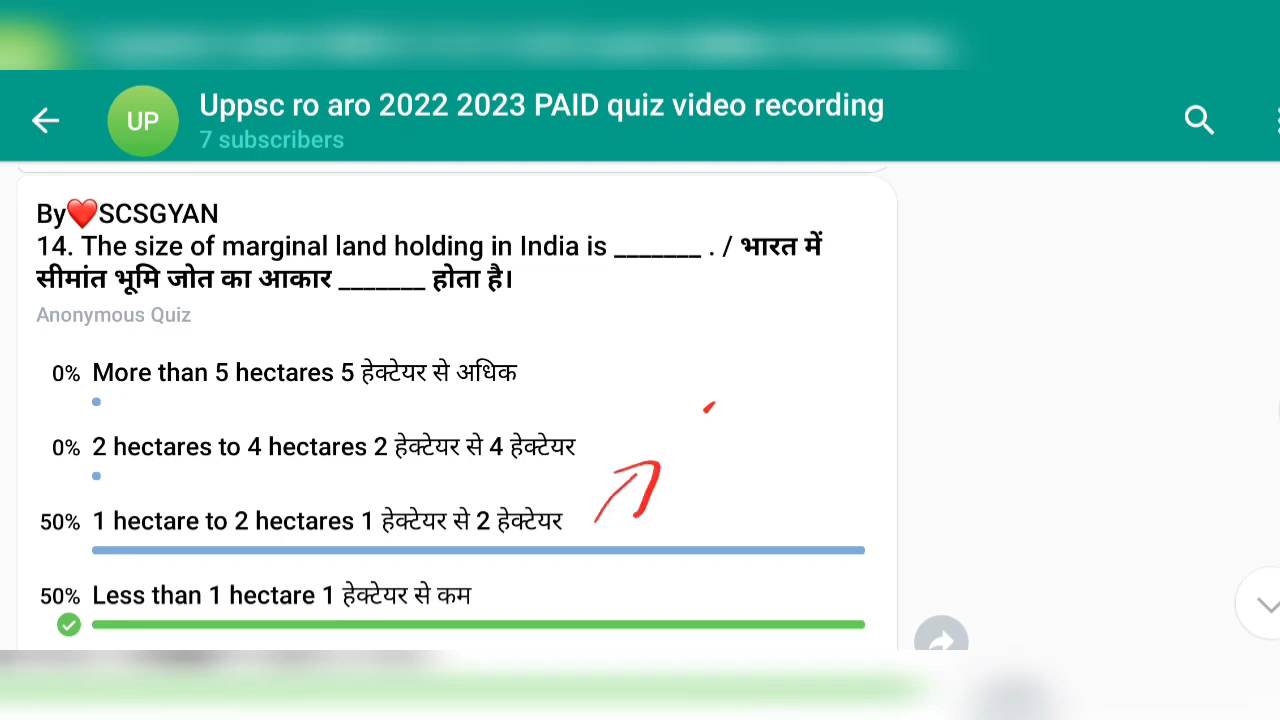 UP
Uppsc ro aro 2022 2023 PAID quiz video recording
7 subscribers
By❤️SCSGYAN
14. The size of marginal land holding in India is _______ . / भारत में
सीमांत भूमि जोत का आकार _______ होता है।
Anonymous Quiz
0% More than 5 hectares 5 हेक्टेयर से अधिक
0% 2 hectares to 4 hectares 2 हेक्टेयर से 4 हेक्टेयर
50% 1 hectare to 2 hectares 1 हेक्टेयर से 2 हेक्टेयर
50% Less than 1 hectare 1 हेक्टेयर से कम